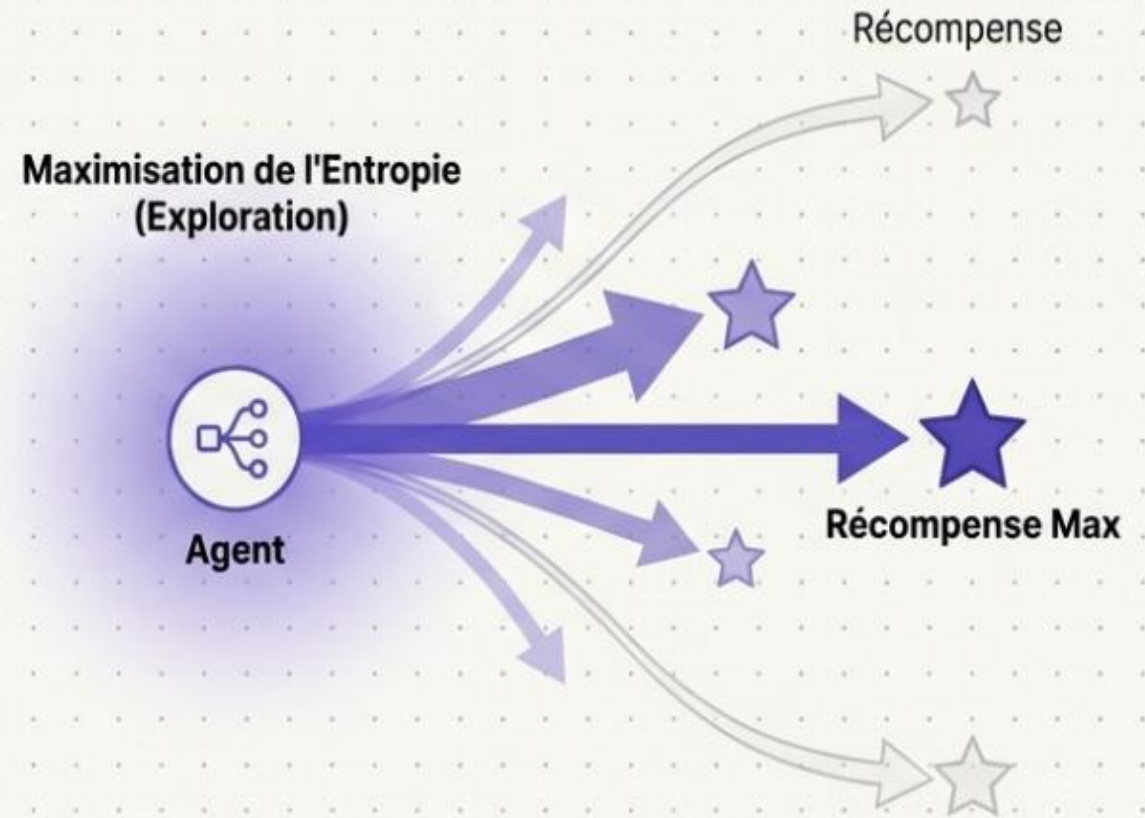 Récompense
Maximisation de l'Entropie
(Exploration)
Agent
Récompense Max